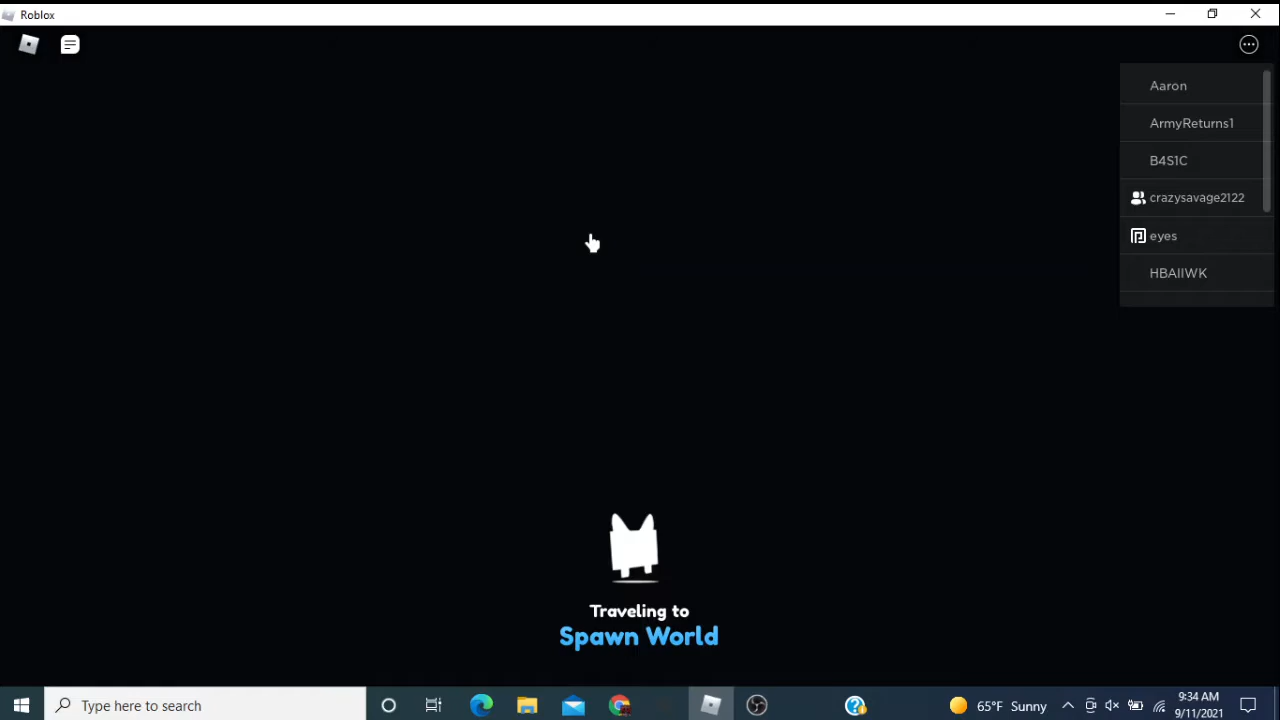 Roblox
Aaron
ArmyReturns1
B4S1C
crazysavage2122
eyes
HBAIIWK
Traveling to
Spawn World
Type here to search
65°F Sunny
9:34 AM
9/11/2021